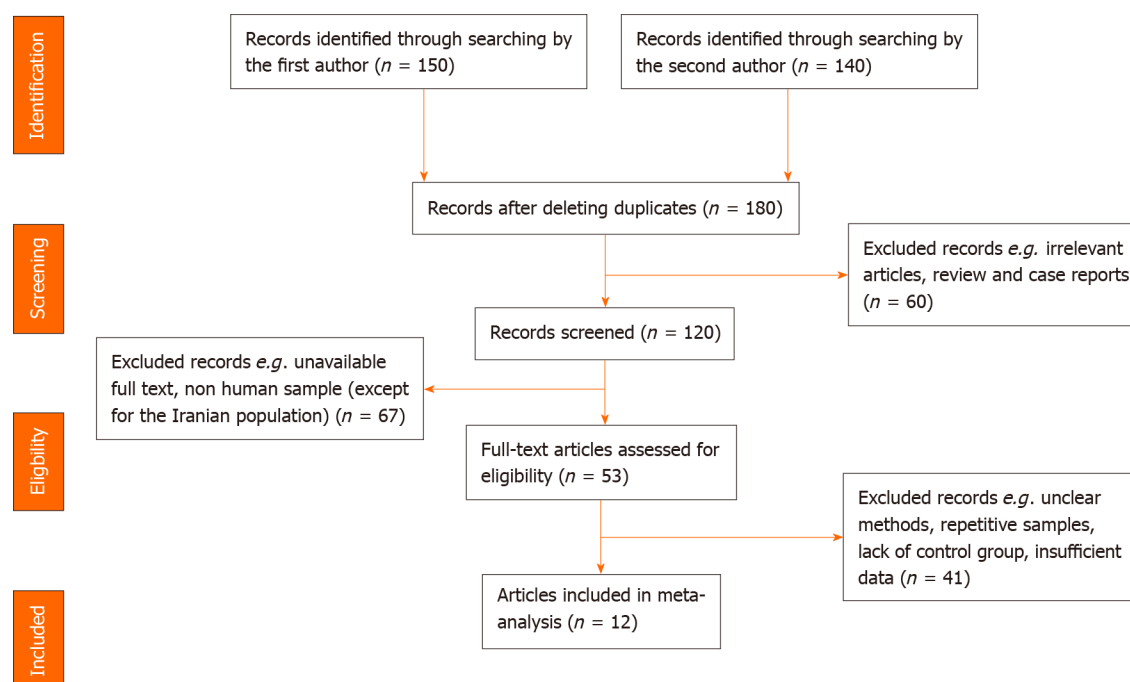 Identification
Records identified through searching by
the first author (n = 150)
Records identified through searching by
the second author (n = 140)
Records after deleting duplicates (n = 180)
Screening
Excluded records e.g. irrelevant
articles, review and case reports
(n = 60)
Records screened (n = 120)
Excluded records e.g. unavailable
full text, non human sample (except
for the Iranian population) (n = 67)
Eligbility
Full-text articles assessed for
eligibility (n = 53)
Excluded records e.g. unclear
methods, repetitive samples,
lack of control group, insufficient
data (n = 41)
Included
Articles included in meta-
analysis (n = 12)